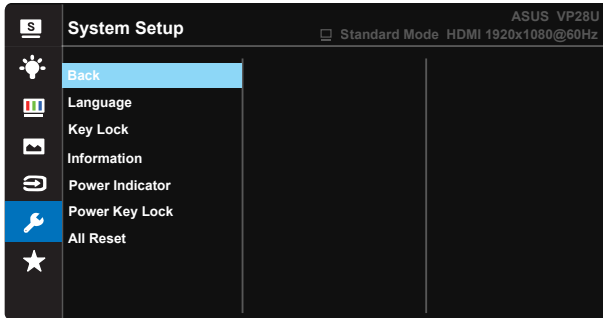 S
System Setup
ASUS VP28U
Standard Mode HDMI 1920x1080@60Hz
Back
Language
Key Lock
Information
Power Indicator
Power Key Lock
All Reset